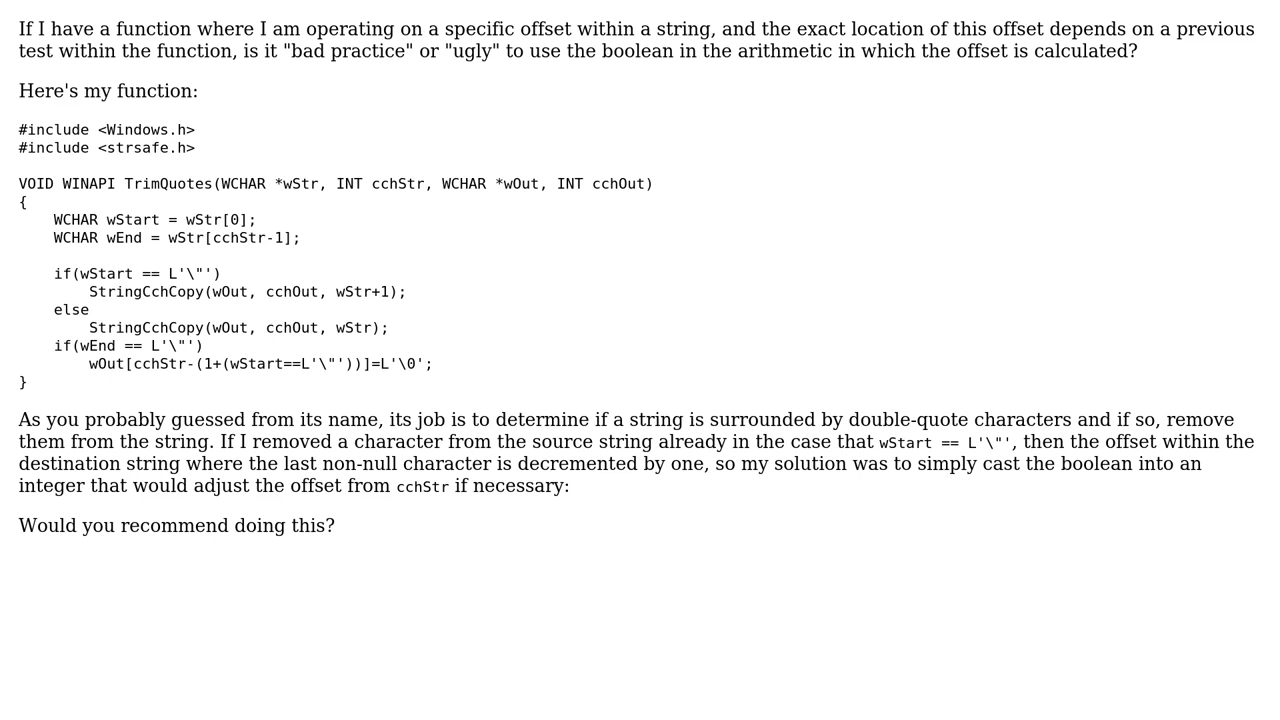 If I have a function where I am operating on a specific offset within a string, and the exact location of this offset depends on a previous
test within the function, is it "bad practice" or "ugly" to use the boolean in the arithmetic in which the offset is calculated?
Here's my function:
#include <Windows.h>
#include <strsafe.h>
VOID WINAPI TrimQuotes(WCHAR *wStr, INT cchStr, WCHAR *wOut, INT cchOut)
{
    WCHAR wStart = wStr[0];
    WCHAR wEnd = wStr[cchStr-1];
    if(wStart == L'\"')
        StringCchCopy(wOut, cchOut, wStr+1);
    else
        StringCchCopy(wOut, cchOut, wStr);
    if(wEnd == L'\"')
        wOut[cchStr-(1+(wStart==L'\"'))]=L'\0';
}
As you probably guessed from its name, its job is to determine if a string is surrounded by double-quote characters and if so, remove
them from the string. If I removed a character from the source string already in the case that wStart == L'\"', then the offset within the
destination string where the last non-null character is decremented by one, so my solution was to simply cast the boolean into an
integer that would adjust the offset from cchStr if necessary:
Would you recommend doing this?